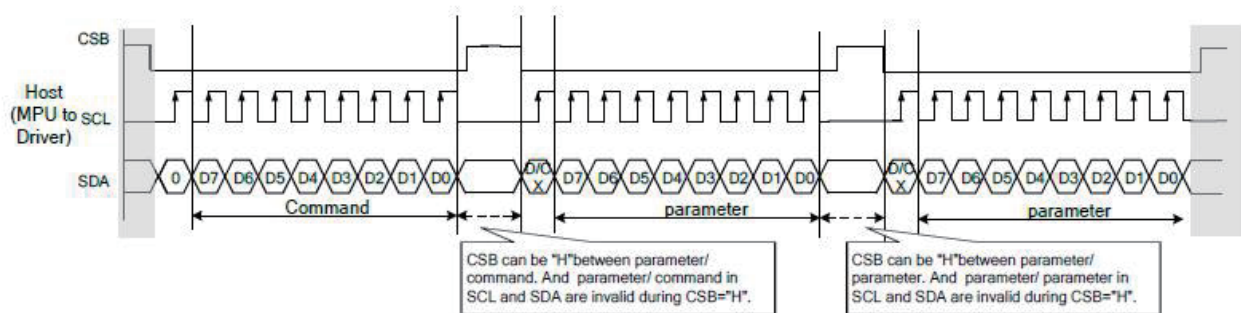 CSB
Host
(MPU to
Driver)
SCL
SDA
0 D7 D6 D5 D4 D3 D2 D1 D0 D/C X D7 D6 D5 D4 D3 D2 D1 D0 D/C X D7 D6 D5 D4 D3 D2 D1 D0
Command
parameter
parameter
CSB can be "H"between parameter/
command. And parameter/ command in
SCL and SDA are invalid during CSB="H".
CSB can be "H"between parameter/
parameter. And parameter/ parameter in
SCL and SDA are invalid during CSB="H".